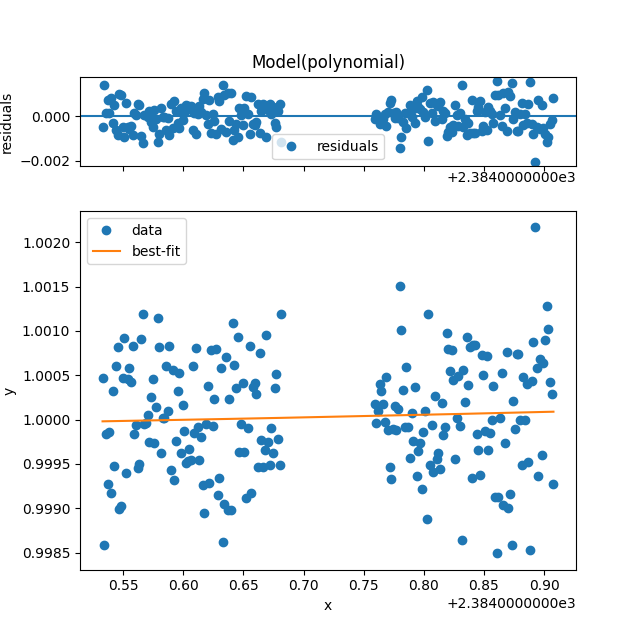 Model(polynomial)
residuals
0.000
−0.002
residuals
+2.3840000000e3
y
1.0020
1.0015
1.0010
1.0005
1.0000
0.9995
0.9990
0.9985
data
best-fit
0.55 0.60 0.65 0.70 0.75 0.80 0.85 0.90
x
+2.3840000000e3